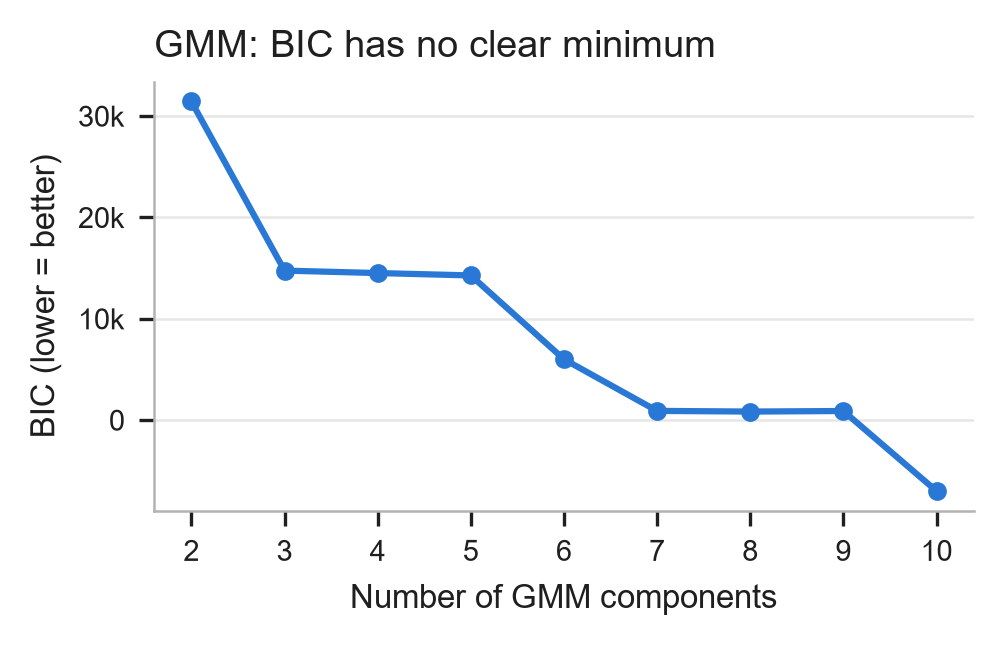 GMM: BIC has no clear minimum
BIC (lower = better)
30k
20k
10k
0
2 3 4 5 6 7 8 9 10
Number of GMM components